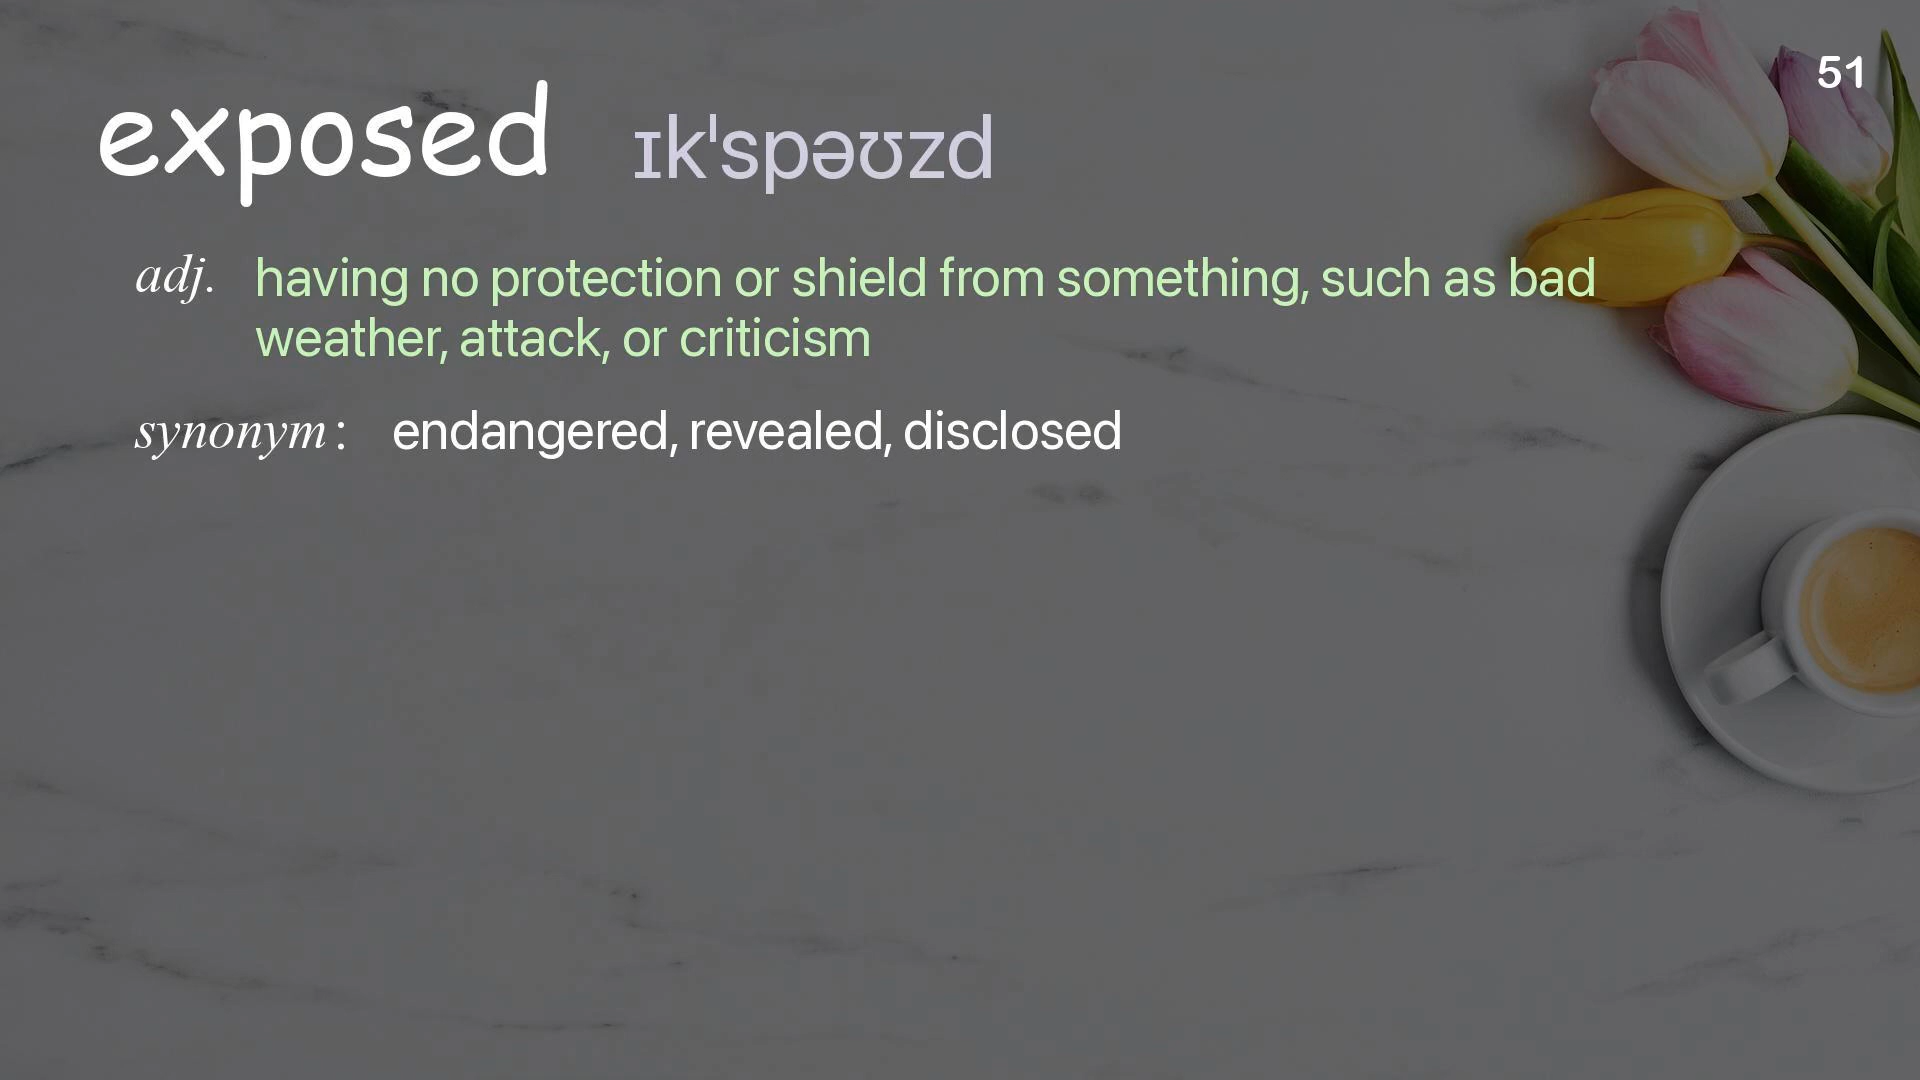 51
exposed ɪk'spəʊzd
adj. having no protection or shield from something, such as bad
weather, attack, or criticism
synonym: endangered, revealed, disclosed